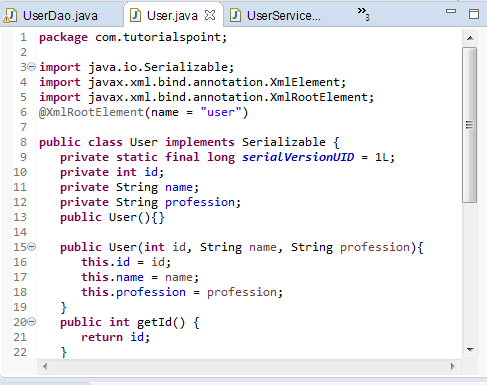 UserDao.java User.java UserService... »3
1 package com.tutorialspoint;
2
3 import java.io.Serializable;
4 import javax.xml.bind.annotation.XmlElement;
5 import javax.xml.bind.annotation.XmlRootElement;
6 @XmlRootElement(name = "user")
7
8 public class User implements Serializable {
9 private static final long serialVersionUID = 1L;
10 private int id;
11 private String name;
12 private String profession;
13 public User(){}
14
15 public User(int id, String name, String profession){
16 this.id = id;
17 this.name = name;
18 this.profession = profession;
19 }
20 public int getId() {
21 return id;
22 }